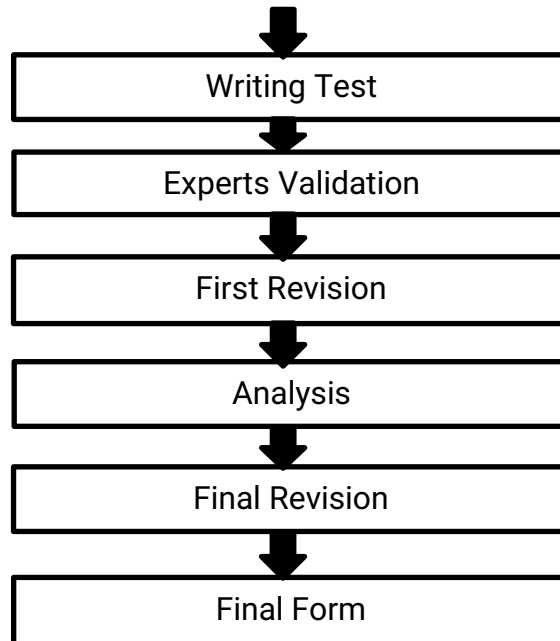 Writing Test
Experts Validation
First Revision
Analysis
Final Revision
Final Form